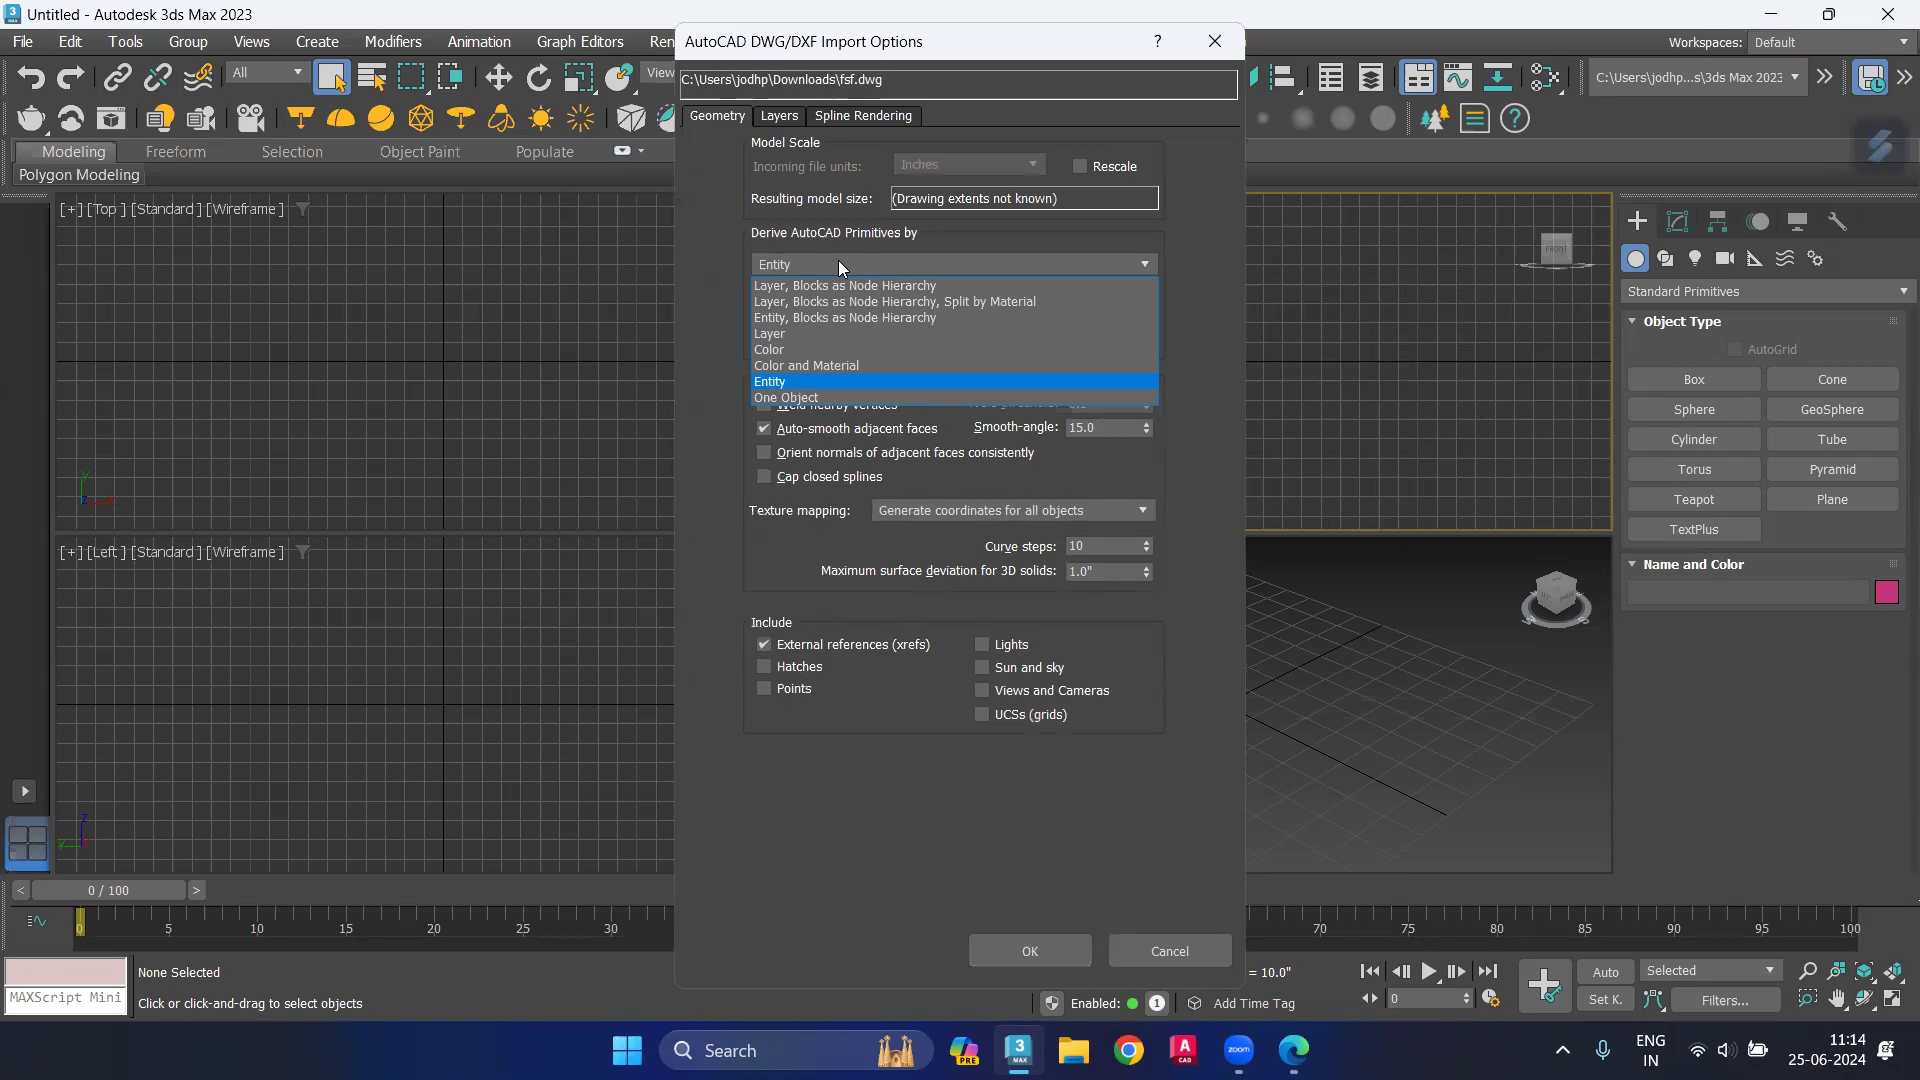 Untitled - Autodesk 3ds Max 2023
File Edit Tools Group Views Create Modifiers Animation Graph Editors Ren
Workspaces: Default
All
View
C:\Users\jodhp...s\3ds Max 2023
Modeling Freeform Selection Object Paint Populate
Polygon Modeling
[+] [Top ] [Standard ] [Wireframe ]
[+] [Left ] [Standard ] [Wireframe ]
AutoCAD DWG/DXF Import Options
C:\Users\jodhp\Downloads\fsf.dwg
Geometry Layers Spline Rendering
Model Scale
Incoming file units: Inches Rescale
Resulting model size: (Drawing extents not known)
Derive AutoCAD Primitives by
Entity
Layer, Blocks as Node Hierarchy
Layer, Blocks as Node Hierarchy, Split by Material
Entity, Blocks as Node Hierarchy
Layer
Color
Color and Material
Entity
One Object
Auto-smooth adjacent faces Smooth-angle: 15.0
Orient normals of adjacent faces consistently
Cap closed splines
Texture mapping: Generate coordinates for all objects
Curve steps: 10
Maximum surface deviation for 3D solids: 1.0"
Include
External references (xrefs) Lights
Hatches Sun and sky
Points Views and Cameras
UCSs (grids)
OK Cancel
FRONT
Standard Primitives
Object Type
AutoGrid
Box Cone
Sphere GeoSphere
Cylinder Tube
Torus Pyramid
Teapot Plane
TextPlus
Name and Color
< 0 / 100 >
0 5 10 15 20 25 30 70 75 80 85 90 95 100
None Selected
MAXScript Mini
Click or click-and-drag to select objects
= 10.0"
Enabled: 1 Add Time Tag
0
Auto Selected
Set K. Filters...
Search
PRE
3 MAX
A CAD
zoom
ENG
IN
11:14
25-06-2024